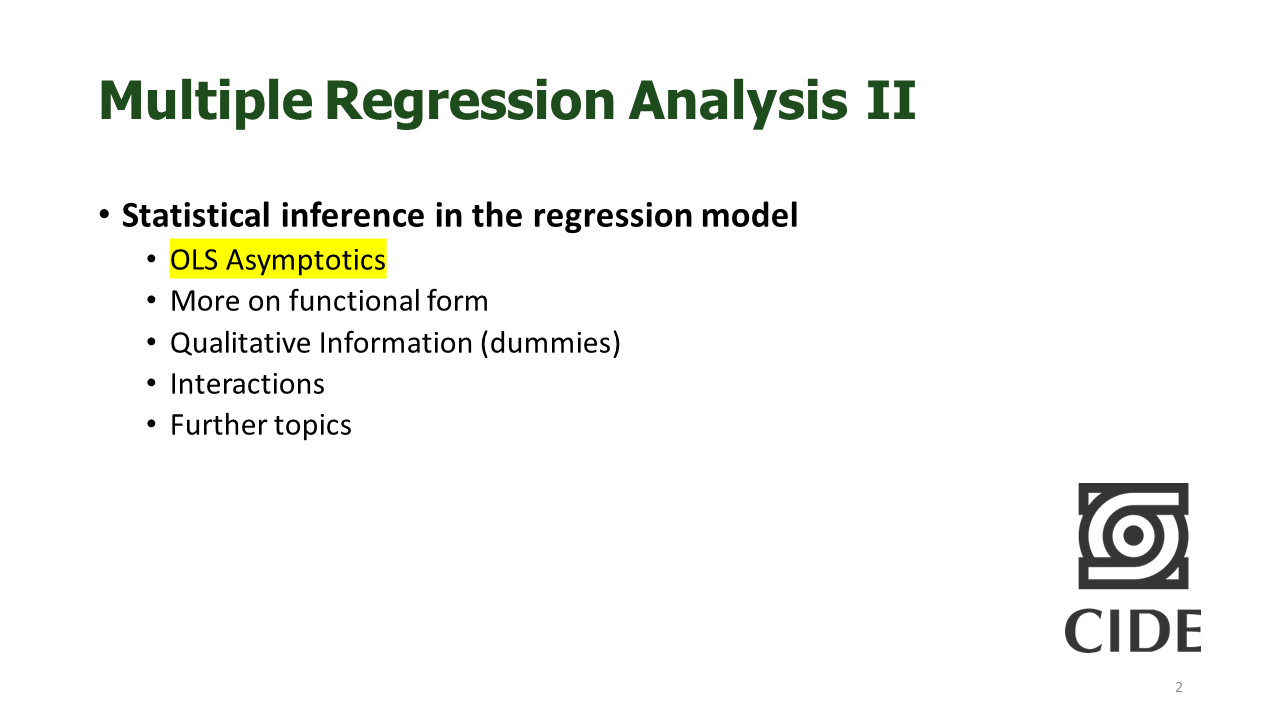 Multiple Regression Analysis II
• Statistical inference in the regression model
• OLS Asymptotics
• More on functional form
• Qualitative Information (dummies)
• Interactions
• Further topics
CIDE
2